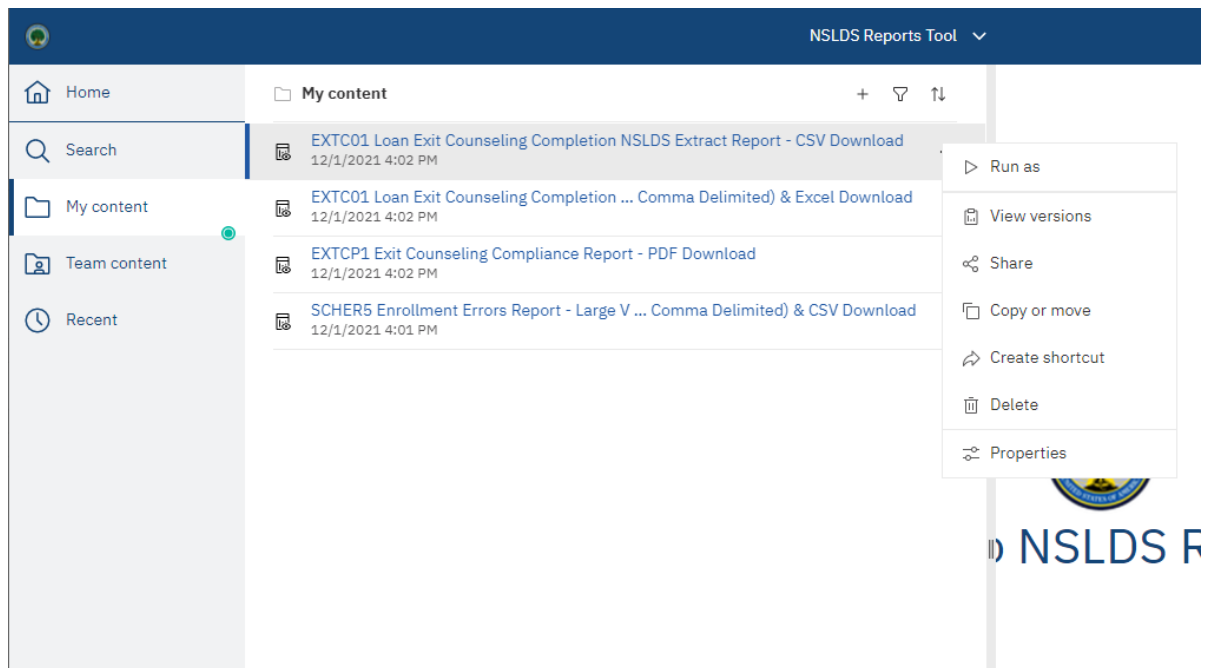 NSLDS Reports Tool
Home
Search
My content
Team content
Recent
My content
EXTC01 Loan Exit Counseling Completion NSLDS Extract Report - CSV Download
12/1/2021 4:02 PM
EXTC01 Loan Exit Counseling Completion ... Comma Delimited) & Excel Download
12/1/2021 4:02 PM
EXTCP1 Exit Counseling Compliance Report - PDF Download
12/1/2021 4:02 PM
SCHER5 Enrollment Errors Report - Large V ... Comma Delimited) & CSV Download
12/1/2021 4:01 PM
Run as
View versions
Share
Copy or move
Create shortcut
Delete
Properties
UNITED STATES OF AMERICA
NSLDS R